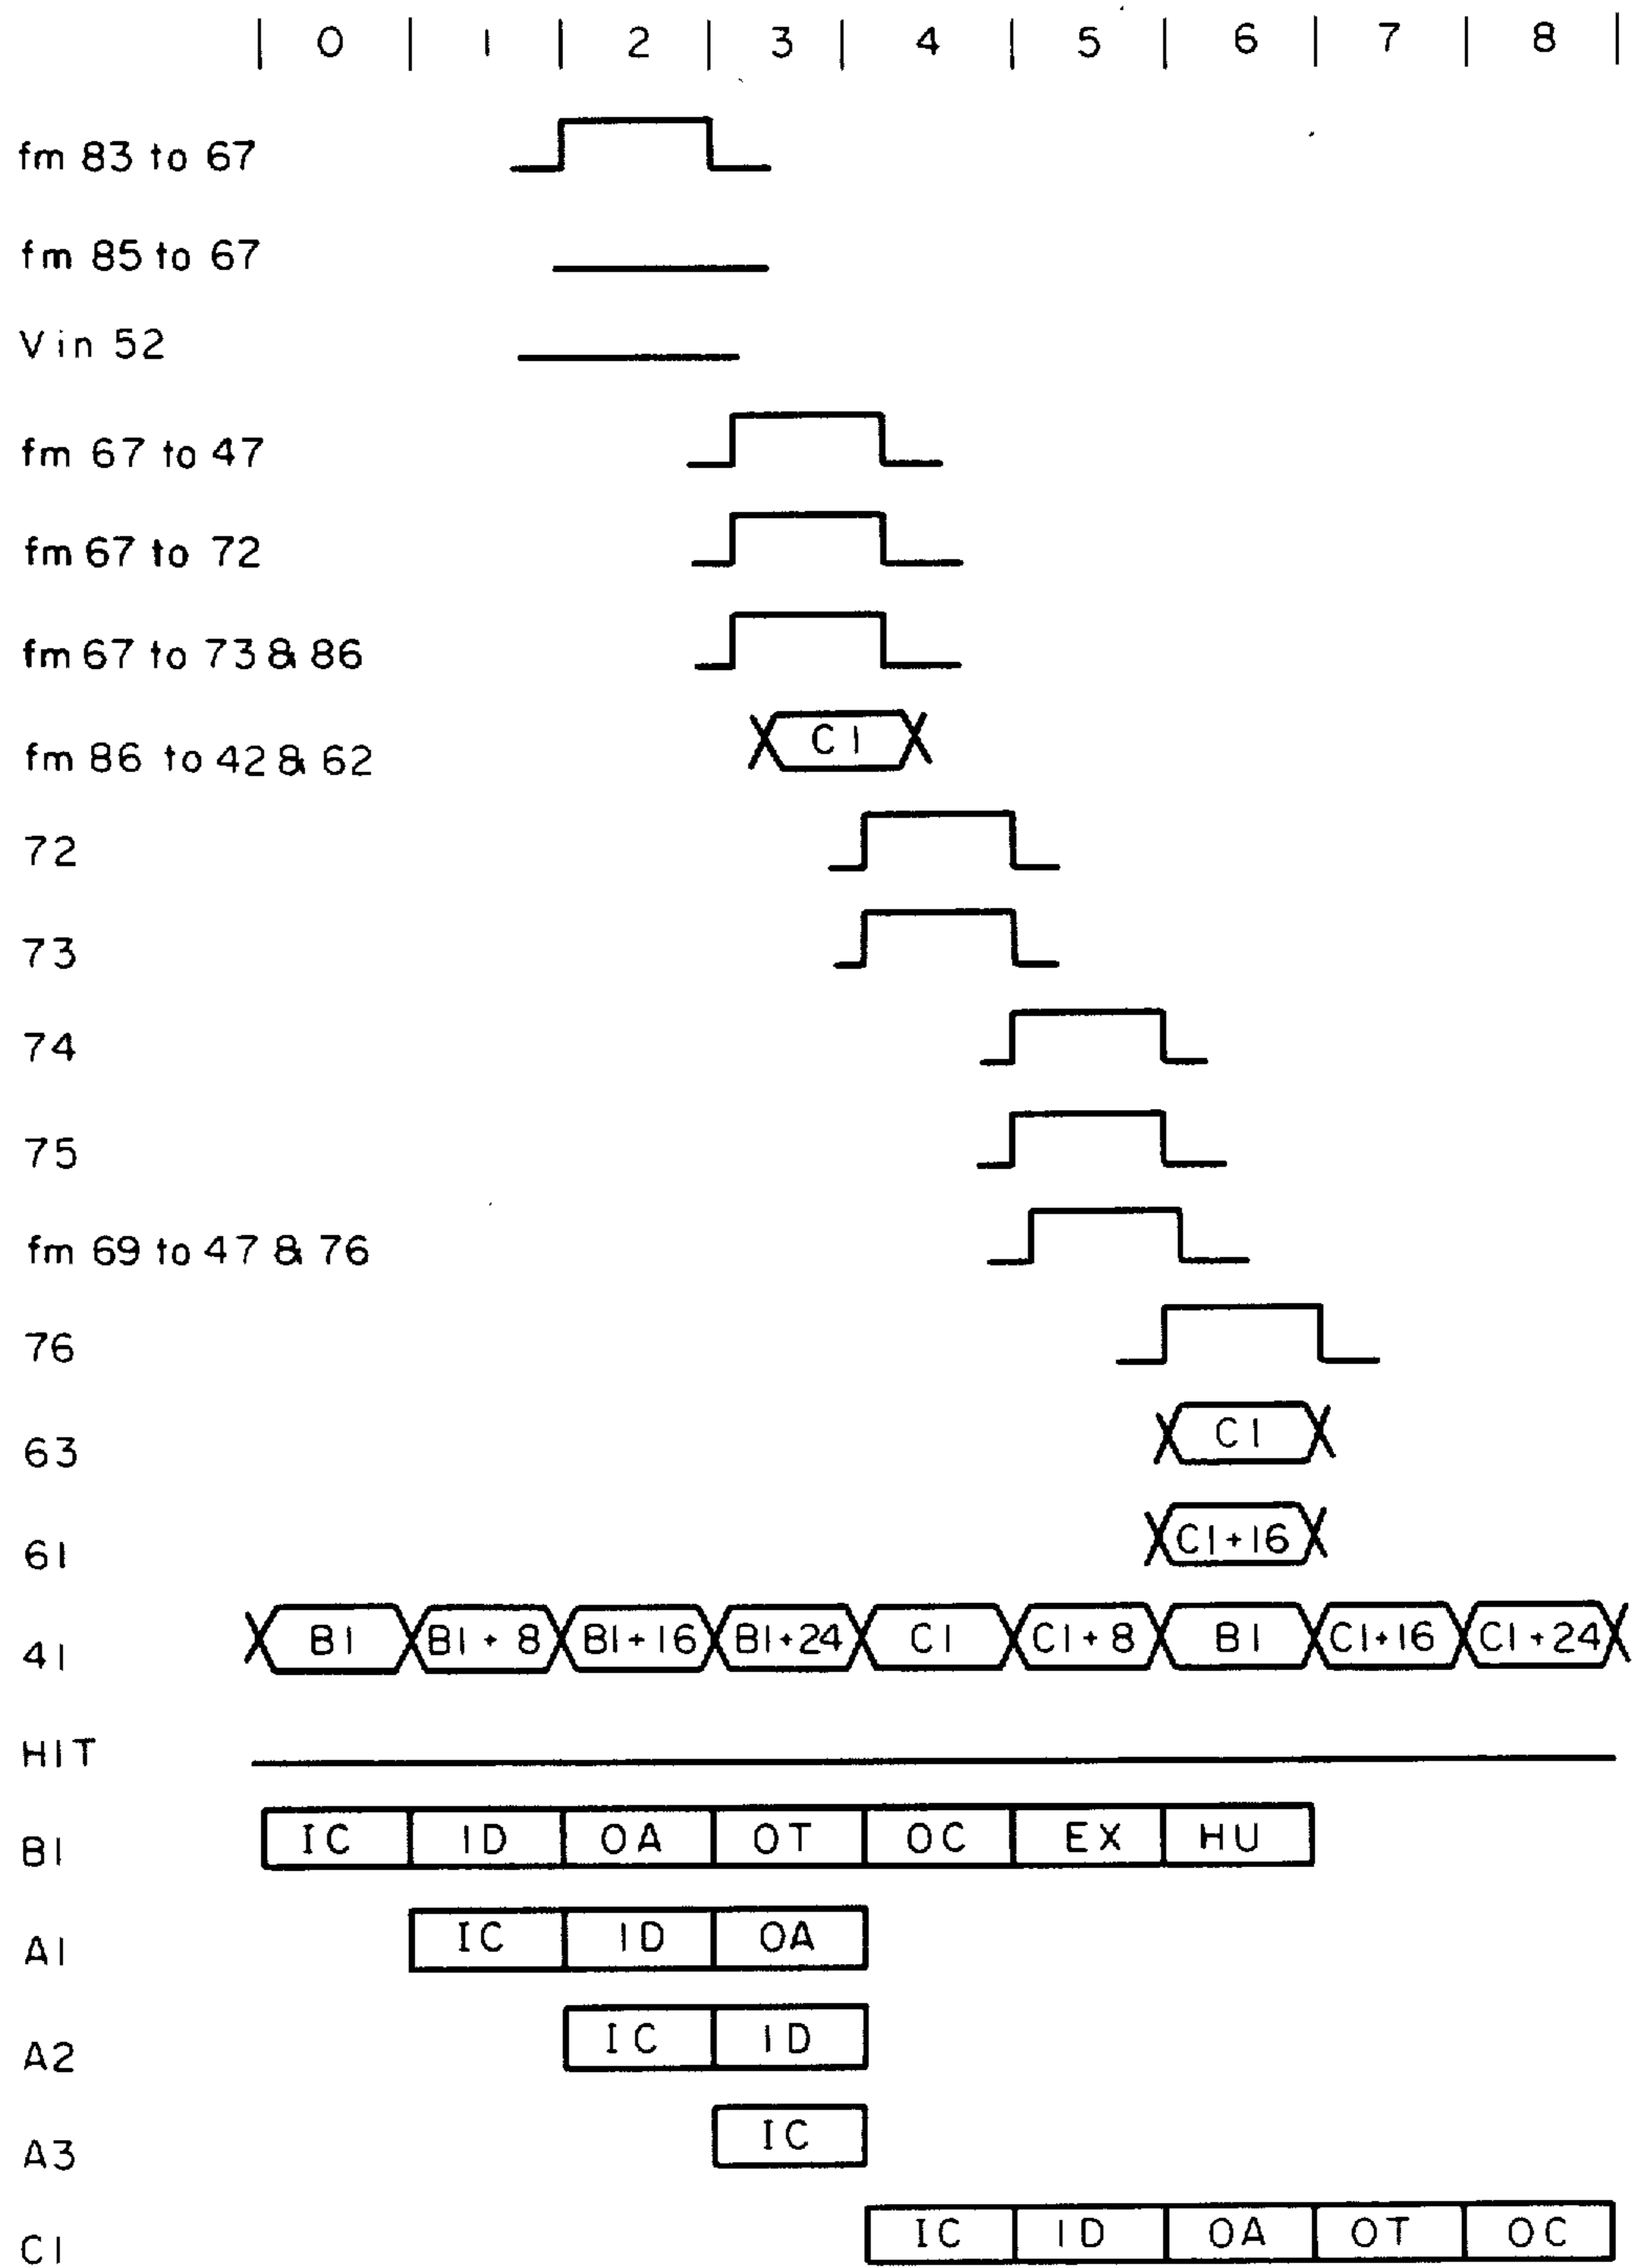 0 1 2 3 4 5 6 7 8
fm 83 to 67
fm 85 to 67
V in 52
fm 67 to 47
fm 67 to 72
fm 67 to 73 & 86
fm 86 to 42 & 62 C1
72
73
74
75
fm 69 to 47 & 76
76
63 C1
61 C1+16
41 B1 B1+8 B1+16 B1+24 C1 C1+8 B1 C1+16 C1+24
HIT
B1 IC ID OA OT OC EX HU
A1 IC ID OA
A2 IC ID
A3 IC
C1 IC ID OA OT OC